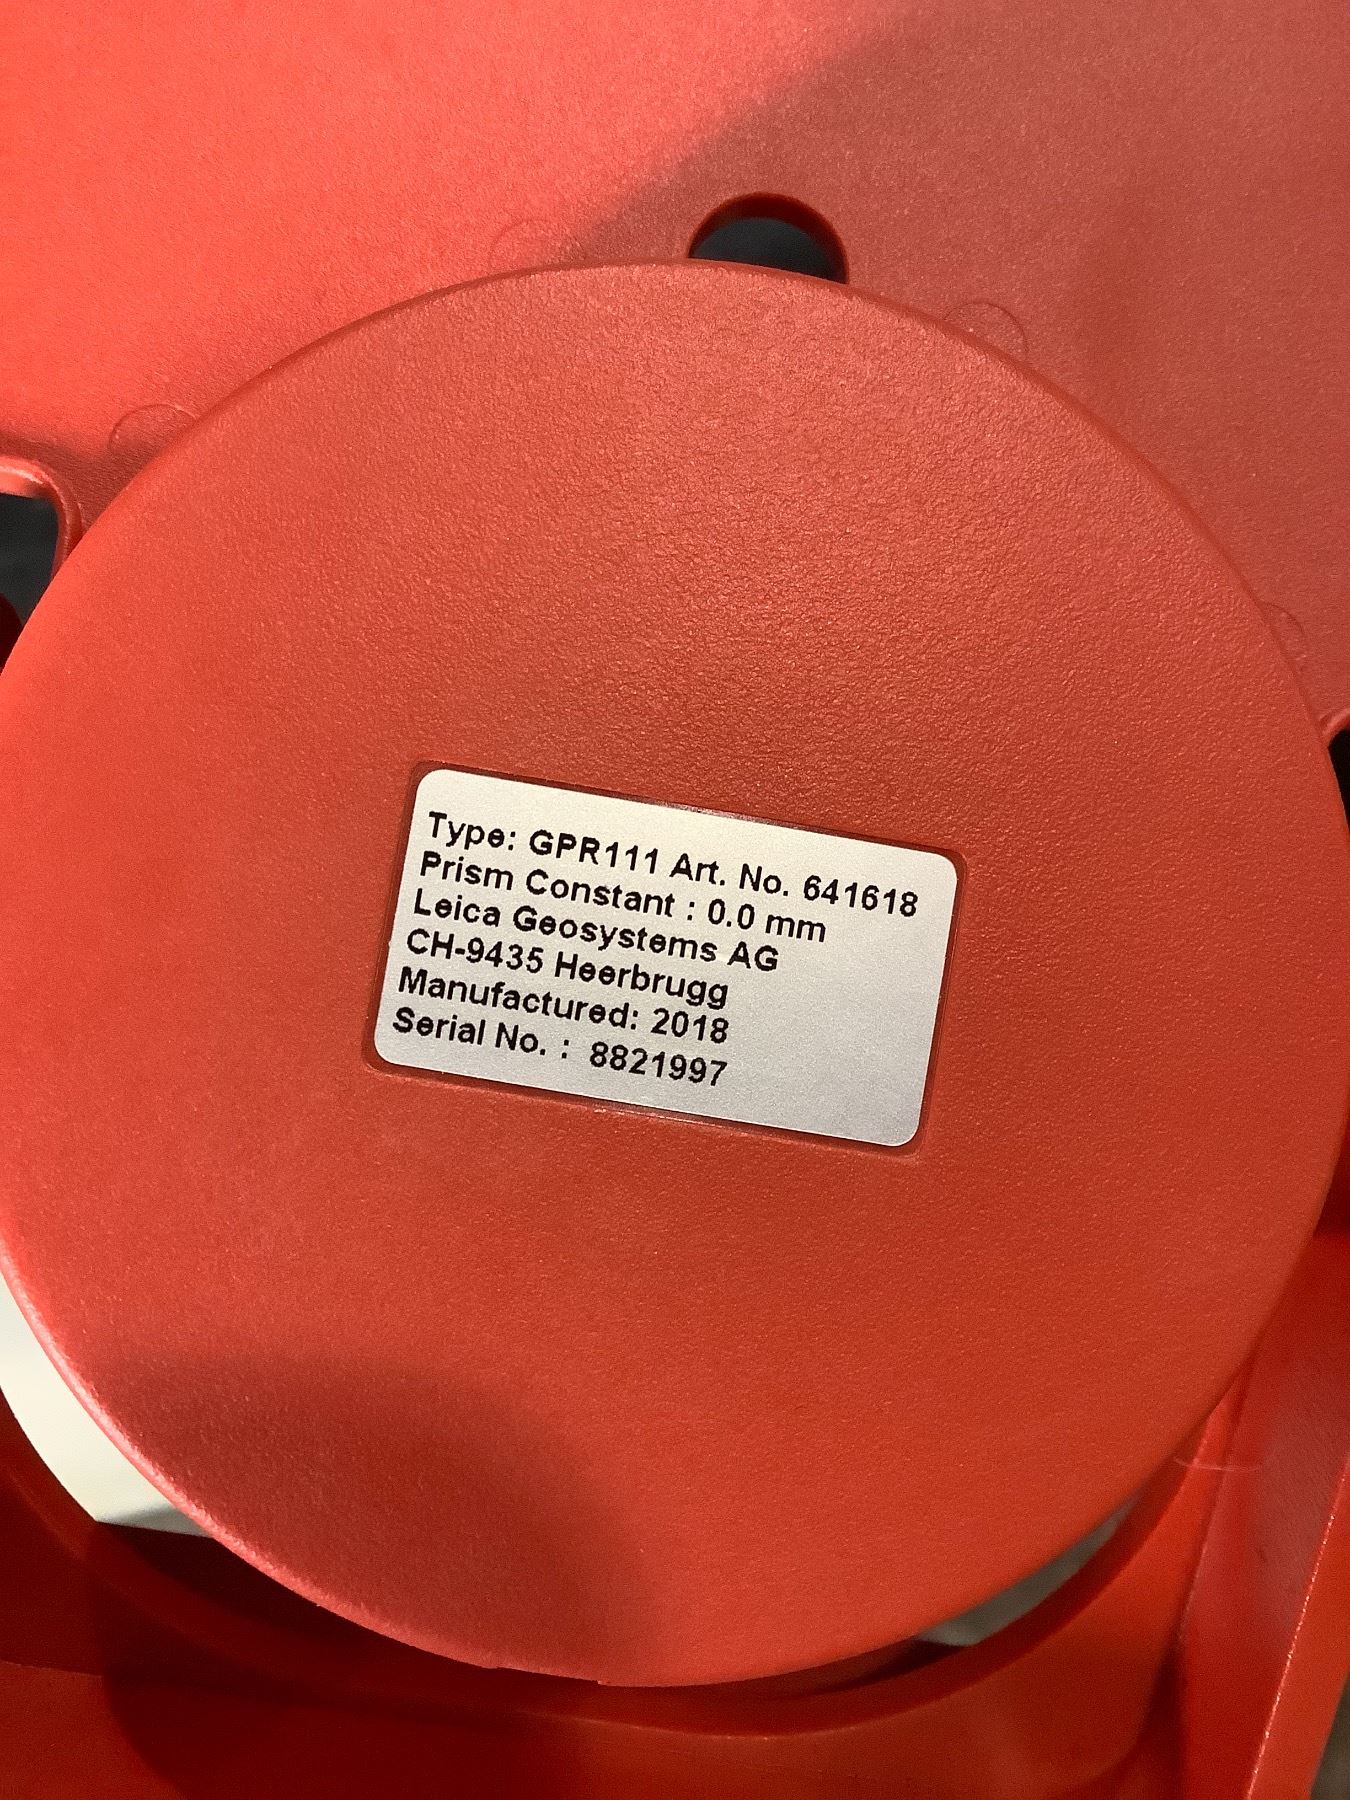 Type: GPR111 Art. No. 641618
Prism Constant : 0.0 mm
Leica Geosystems AG
CH-9435 Heerbrugg
Manufactured: 2018
Serial No. : 8821997